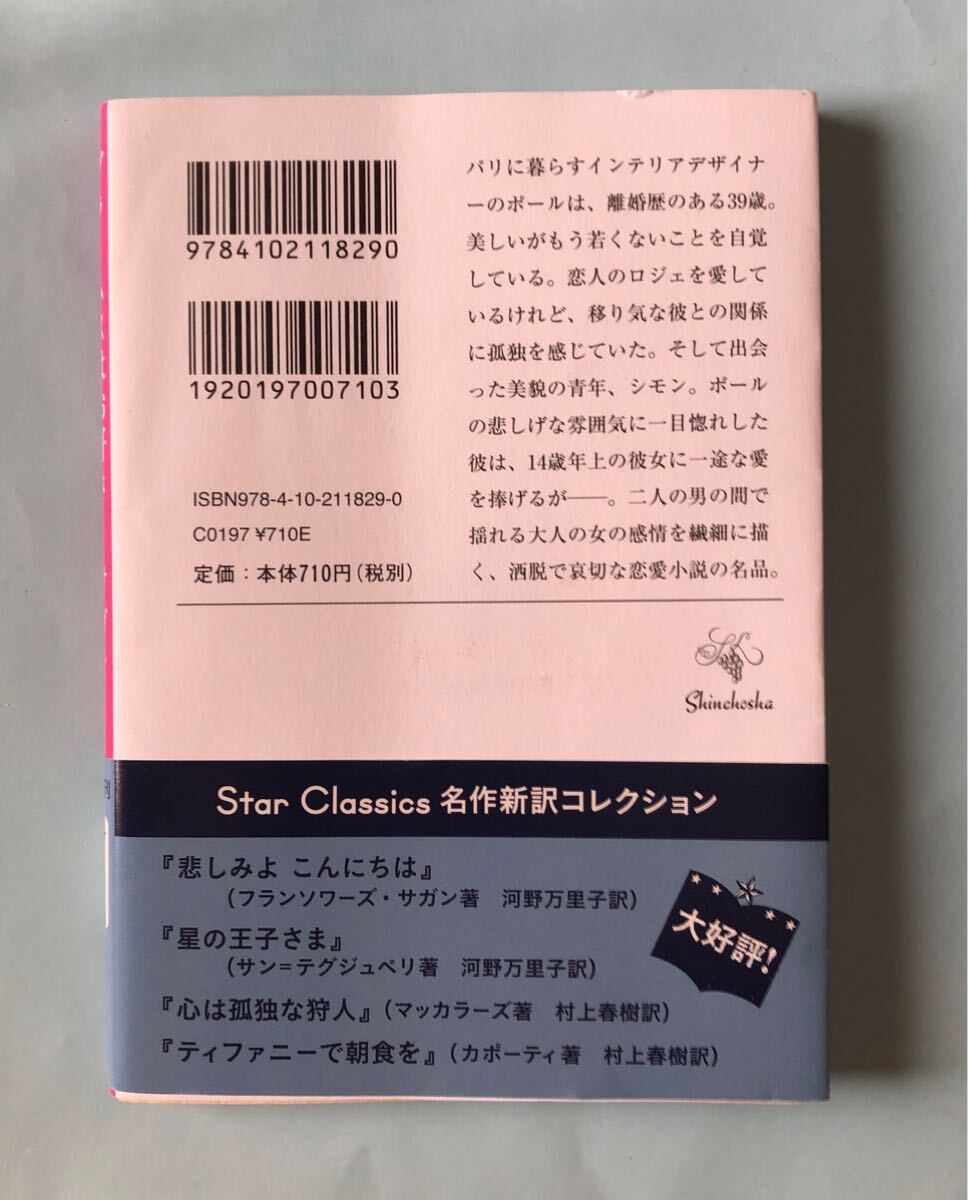 9784102118290
1920197007103
ISBN978-4-10-211829-0
C0197 ¥710E
定価：本体710円（税別）
パリに暮らすインテリアデザイナ
ーのポールは、離婚歴のある39歳。
美しいがもう若くないことを自覚
している。恋人のロジェを愛して
いるけれど、移り気な彼との関係
に孤独を感じていた。そして出会
った美貌の青年、シモン。ポール
の悲しげな雰囲気に一目惚れした
彼は、14歳年上の彼女に一途な愛
を捧げるが――。二人の男の間で
揺れる大人の女の感情を繊細に描
く、洒脱で哀切な恋愛小説の名品。
Shinchosha
Star Classics 名作新訳コレクション
『悲しみよ こんにちは』
（フランソワーズ・サガン著　河野万里子訳）
『星の王子さま』
（サン＝テグジュペリ著　河野万里子訳）
『心は孤独な狩人』（マッカラーズ著　村上春樹訳）
『ティファニーで朝食を』（カポーティ著　村上春樹訳）
大好評！